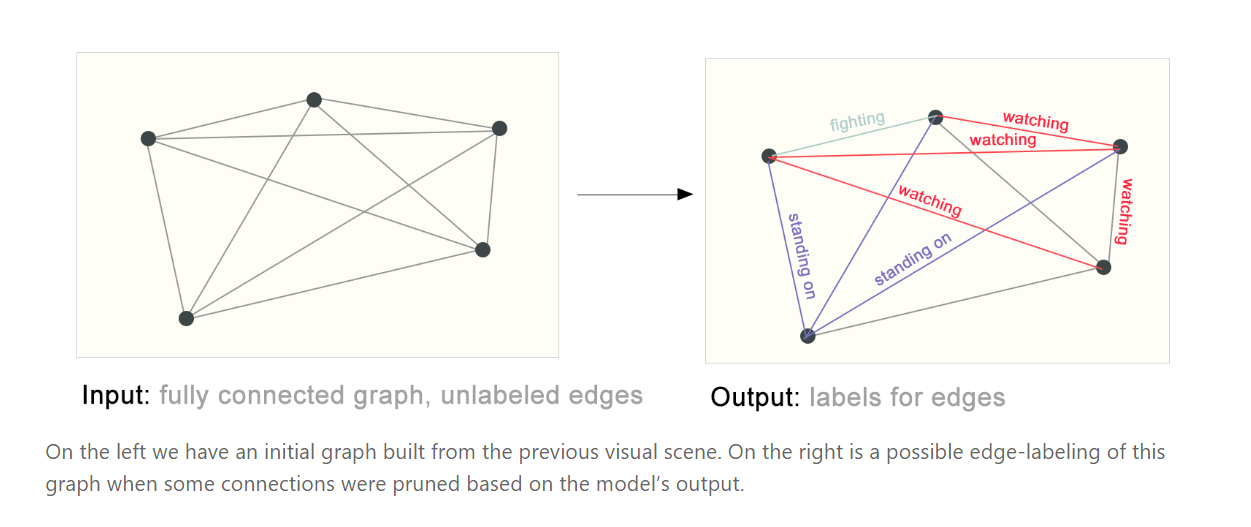 fighting
watching
watching
watching
watching
standing on
standing on
Input: fully connected graph, unlabeled edges
Output: labels for edges
On the left we have an initial graph built from the previous visual scene. On the right is a possible edge-labeling of this
graph when some connections were pruned based on the model’s output.